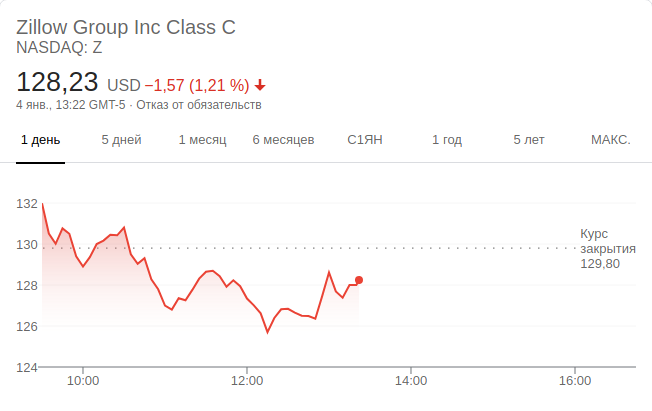 Zillow Group Inc Class C
NASDAQ: Z
128,23 USD −1,57 (1,21 %)
4 янв., 13:22 GMT-5 · Отказ от обязательств
1 день 5 дней 1 месяц 6 месяцев С1ЯН 1 год 5 лет МАКС.
132
130
128
126
124
Курс
закрытия
129,80
10:00 12:00 14:00 16:00